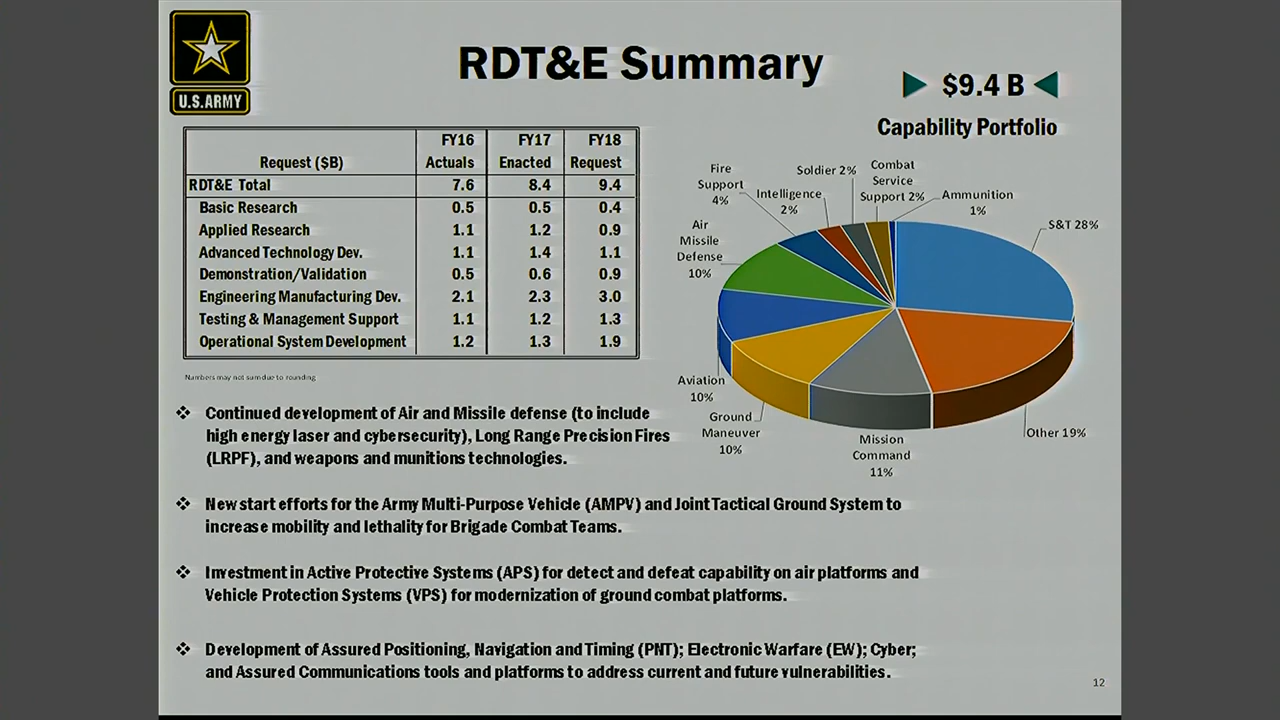 U.S.ARMY
RDT&E Summary
$9.4 B
Capability Portfolio
Request ($B) FY16 Actuals FY17 Enacted FY18 Request
RDT&E Total 7.6 8.4 9.4
Basic Research 0.5 0.5 0.4
Applied Research 1.1 1.2 0.9
Advanced Technology Dev. 1.1 1.4 1.1
Demonstration/Validation 0.5 0.6 0.9
Engineering Manufacturing Dev. 2.1 2.3 3.0
Testing & Management Support 1.1 1.2 1.3
Operational System Development 1.2 1.3 1.9
Numbers may not sum due to rounding
Fire
Support
4%
Intelligence
2%
Soldier 2%
Combat
Service
Support 2%
Ammunition
1%
S&T 28%
Air
Missile
Defense
10%
Aviation
10%
Ground
Maneuver
10%
Mission
Command
11%
Other 19%
❖ Continued development of Air and Missile defense (to include
high energy laser and cybersecurity), Long Range Precision Fires
(LRPF), and weapons and munitions technologies.
❖ New start efforts for the Army Multi-Purpose Vehicle (AMPV) and Joint Tactical Ground System to
increase mobility and lethality for Brigade Combat Teams.
❖ Investment in Active Protective Systems (APS) for detect and defeat capability on air platforms and
Vehicle Protection Systems (VPS) for modernization of ground combat platforms.
❖ Development of Assured Positioning, Navigation and Timing (PNT); Electronic Warfare (EW); Cyber;
and Assured Communications tools and platforms to address current and future vulnerabilities.
12